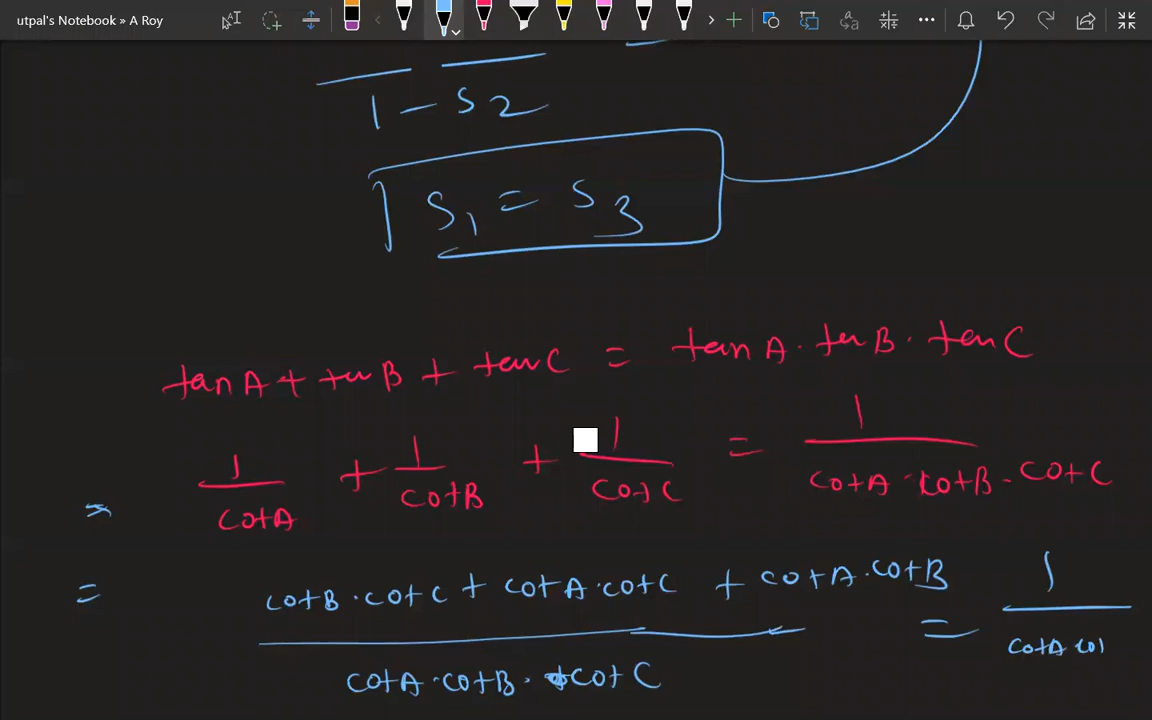 utpal's Notebook » A Roy
1 - S2
S1 = S3
tanA + tanB + tanC = tanA · tanB · tanC
1/cotA + 1/cotB + 1/cotC = 1/cotA · cotB · cotC
= cotB · cotC + cotA · cotC + cotA · cotB / cotA · cotB · cotC = 1/cotA cot